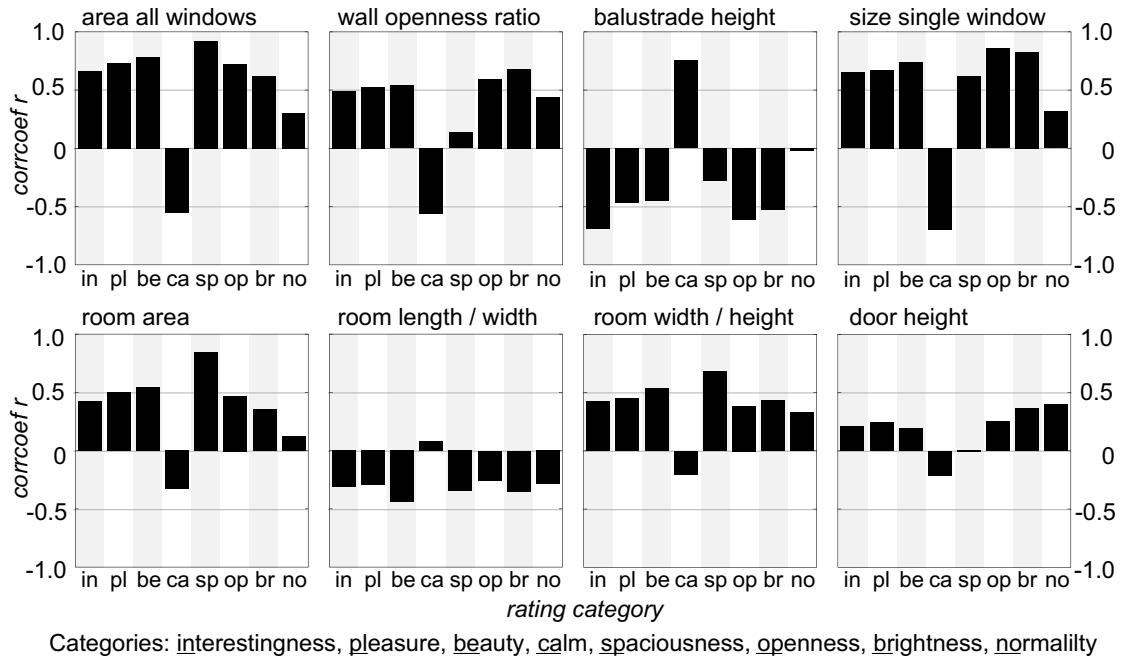 area all windows wall openness ratio balustrade height size single window
1.0 1.0
0.5 0.5
0 0
-0.5 -0.5
-1.0 -1.0
corrcoef r
in pl be ca sp op br no in pl be ca sp op br no in pl be ca sp op br no in pl be ca sp op br no
room area room length / width room width / height door height
1.0 1.0
0.5 0.5
0 0
-0.5 -0.5
-1.0 -1.0
corrcoef r
in pl be ca sp op br no in pl be ca sp op br no in pl be ca sp op br no in pl be ca sp op br no
rating category
Categories: interestingness, pleasure, beauty, calm, spaciousness, openness, brightness, normalilty